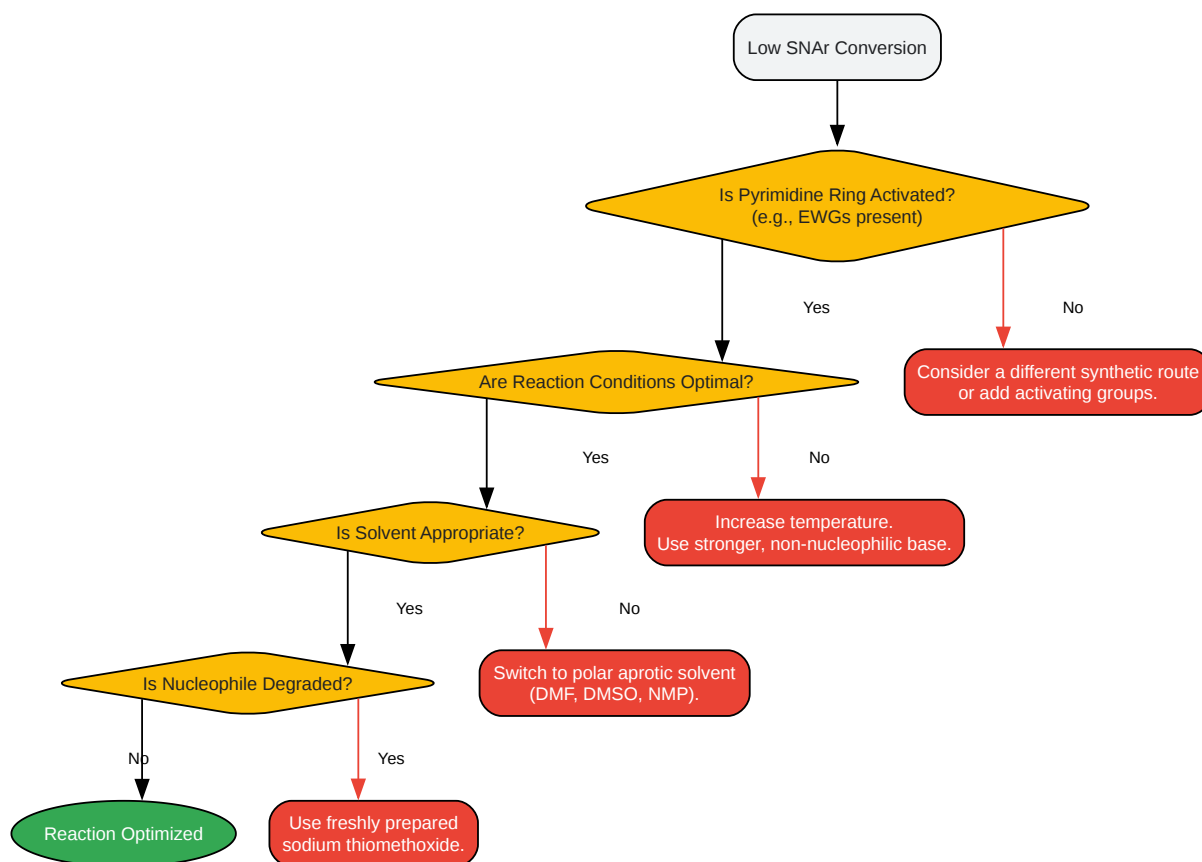 Low SNAr Conversion
Is Pyrimidine Ring Activated?
(e.g., EWGs present)
Yes
No
Consider a different synthetic route
or add activating groups.
Are Reaction Conditions Optimal?
Yes
No
Increase temperature.
Use stronger, non-nucleophilic base.
Is Solvent Appropriate?
Yes
No
Switch to polar aprotic solvent
(DMF, DMSO, NMP).
Is Nucleophile Degraded?
No
Yes
Reaction Optimized
Use freshly prepared
sodium thiomethoxide.